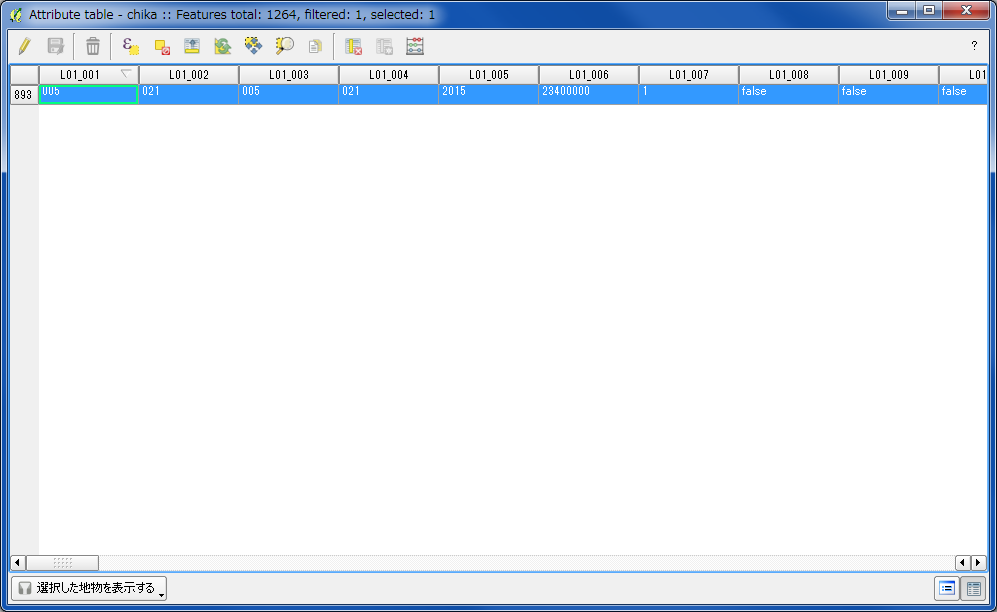 Attribute table - chika :: Features total: 1264, filtered: 1, selected: 1
?
L01_001 L01_002 L01_003 L01_004 L01_005 L01_006 L01_007 L01_008 L01_009 L01
893 005 021 005 021 2015 23400000 1 false false false
選択した地物を表示する